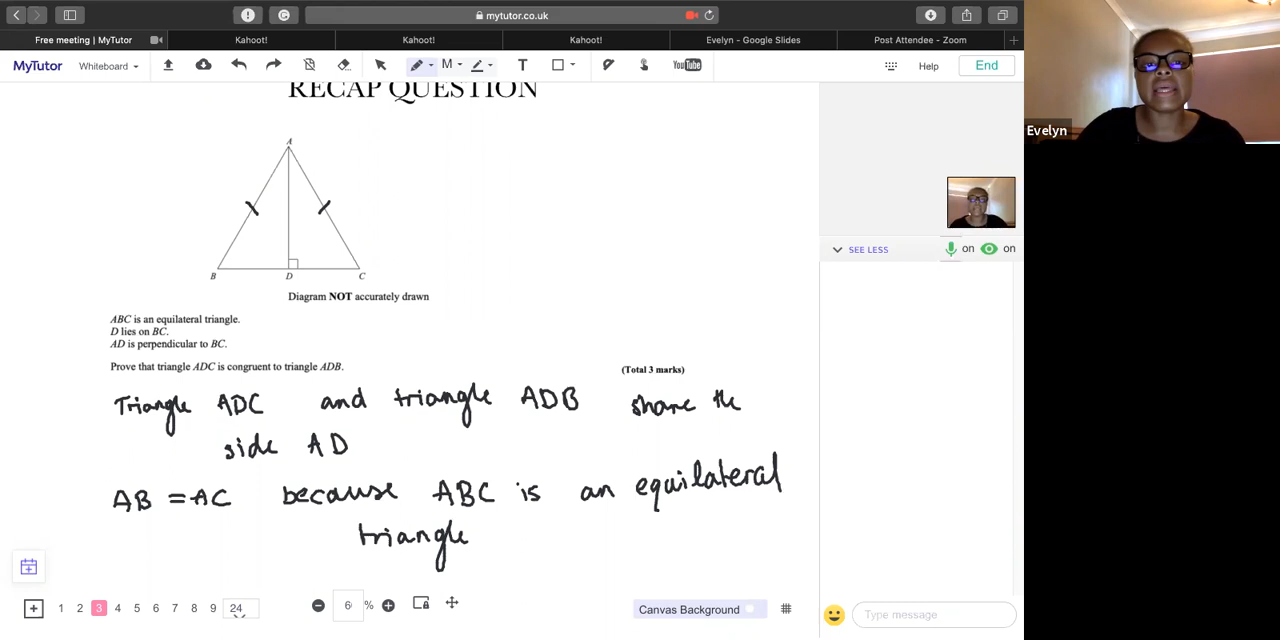 mytutor.co.uk
Free meeting | MyTutor
Kahoot!
Kahoot!
Kahoot!
Evelyn - Google Slides
Post Attendee - Zoom
MyTutor
Whiteboard
M
T
YouTube
Help
End
RECAP QUESTION
A
B
D
C
Diagram NOT accurately drawn
ABC is an equilateral triangle.
D lies on BC.
AD is perpendicular to BC.
Prove that triangle ADC is congruent to triangle ADB.
(Total 3 marks)
Triangle ADC and triangle ADB share the
side AD
AB = AC because ABC is an equilateral
triangle
1 2 3 4 5 6 7 8 9 24
6 %
Canvas Background
Evelyn
SEE LESS
on
on
Type message